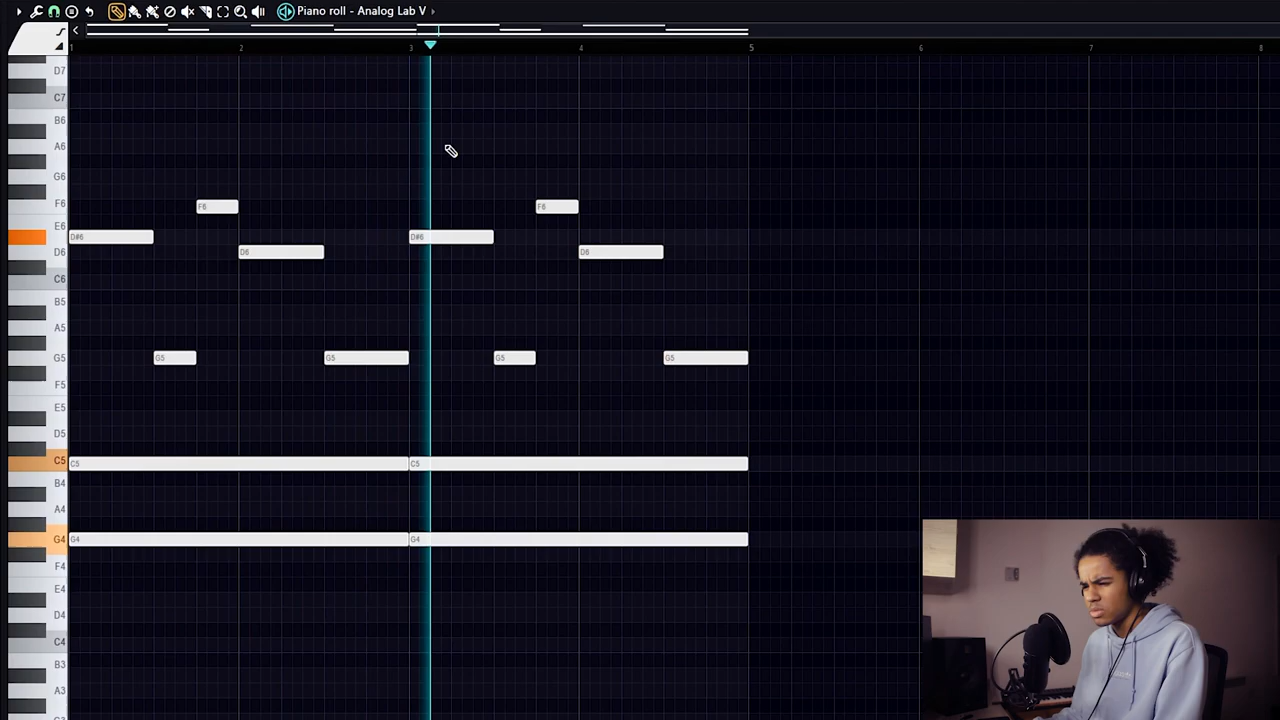 Piano roll - Analog Lab V
1 2 3 4 5 6 7 8
D7
C7
B6
A6
G6
F6 F6 F6
E6
D#6 D#6
D6 D6 D6
C6
B5
A5
G5 G5 G5 G5 G5
F5
E5
D5
C5 C5 C5
B4
A4
G4 G4 G4
F4
E4
D4
C4
B3
A3